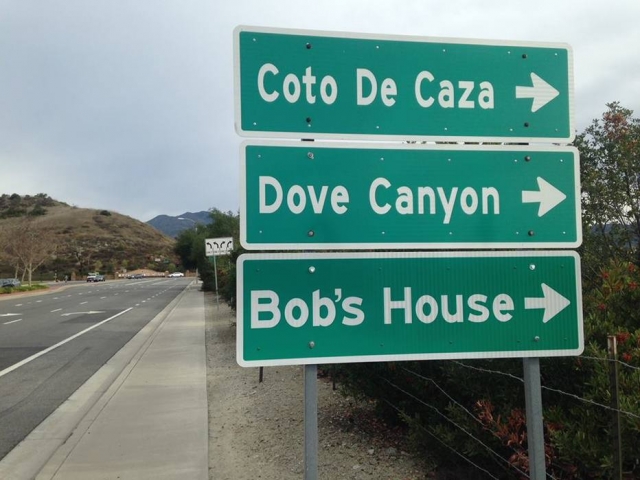 Coto De Caza
Dove Canyon
Bob's House